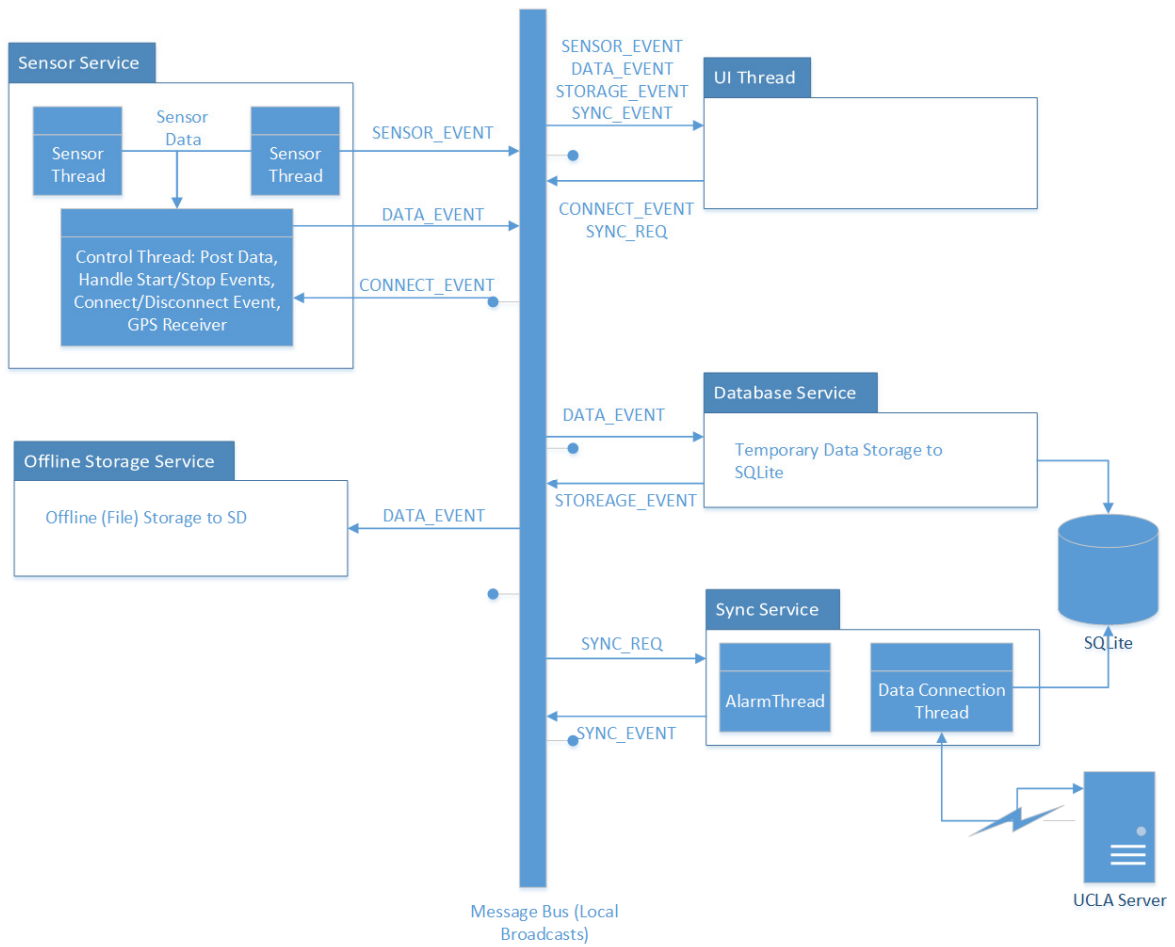 Sensor Service
Sensor
Data
Sensor
Thread
Sensor
Thread
SENSOR_EVENT
DATA_EVENT
Control Thread: Post Data,
Handle Start/Stop Events,
Connect/Disconnect Event,
GPS Receiver
CONNECT_EVENT
SENSOR_EVENT
DATA_EVENT
STORAGE_EVENT
SYNC_EVENT
UI Thread
CONNECT_EVENT
SYNC_REQ
Database Service
DATA_EVENT
Temporary Data Storage to
SQLite
STOREAGE_EVENT
Offline Storage Service
Offline (File) Storage to SD
DATA_EVENT
SQLite
Sync Service
SYNC_REQ
AlarmThread
Data Connection
Thread
SYNC_EVENT
UCLA Server
Message Bus (Local
Broadcasts)